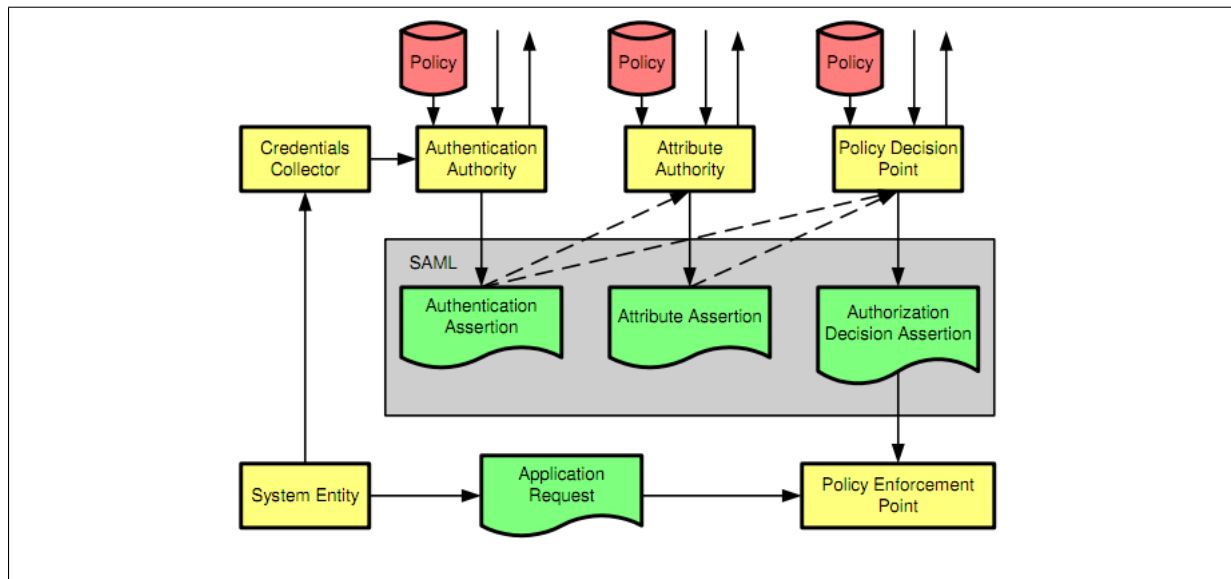 Policy
Policy
Policy
Credentials
Collector
Authentication
Authority
Attribute
Authority
Policy Decision
Point
SAML
Authentication
Assertion
Attribute Assertion
Authorization
Decision Assertion
System Entity
Application
Request
Policy Enforcement
Point